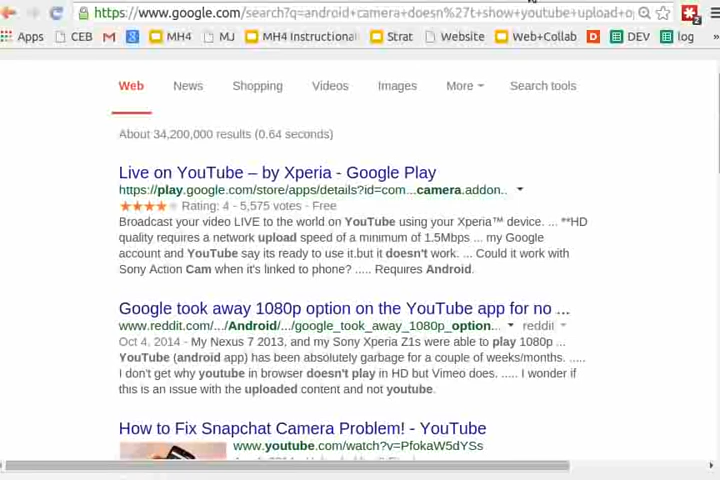 https://www.google.com/search?q=android+camera+doesn%27t+show+youtube+upload+o
Apps CEB MH4 MJ MH4 Instructional Strat Website Web+Collab DEV log »
Web News Shopping Videos Images More Search tools
About 34,200,000 results (0.64 seconds)
Live on YouTube – by Xperia - Google Play
https://play.google.com/store/apps/details?id=com...camera.addon..
Rating: 4 - 5,575 votes - Free
Broadcast your video LIVE to the world on YouTube using your Xperia™ device. ... **HD
quality requires a network upload speed of a minimum of 1.5Mbps ... my Google
account and YouTube say its ready to use it.but it doesn't work. ... Could it work with
Sony Action Cam when it's linked to phone? ..... Requires Android.
Google took away 1080p option on the YouTube app for no ...
www.reddit.com/.../Android/.../google_took_away_1080p_option... reddit
Oct 4, 2014 - My Nexus 7 2013, and my Sony Xperia Z1s were able to play 1080p ...
YouTube (android app) has been absolutely garbage for a couple of weeks/months. .....
I don't get why youtube in browser doesn't play in HD but Vimeo does. ..... I wonder if
this is an issue with the uploaded content and not youtube.
How to Fix Snapchat Camera Problem! - YouTube
www.youtube.com/watch?v=PfokaW5dYSs